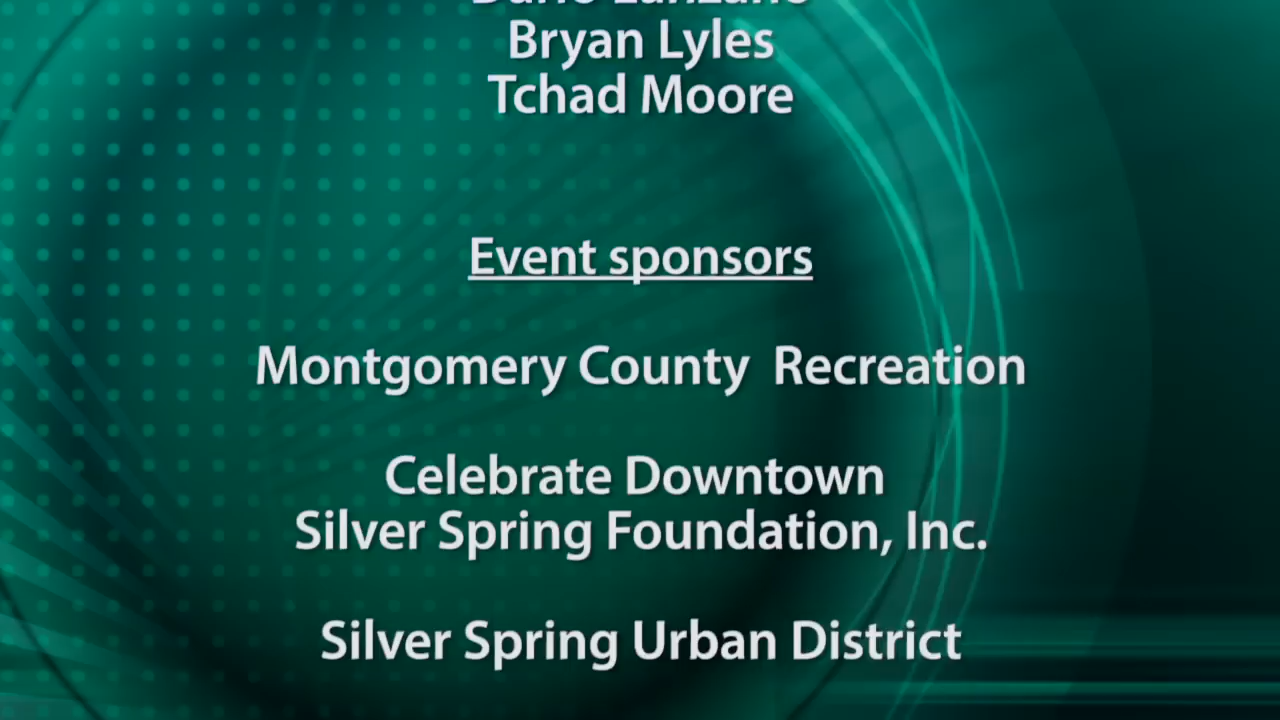 Bryan Lyles
Tchad Moore
Event sponsors
Montgomery County  Recreation
Celebrate Downtown
Silver Spring Foundation, Inc.
Silver Spring Urban District